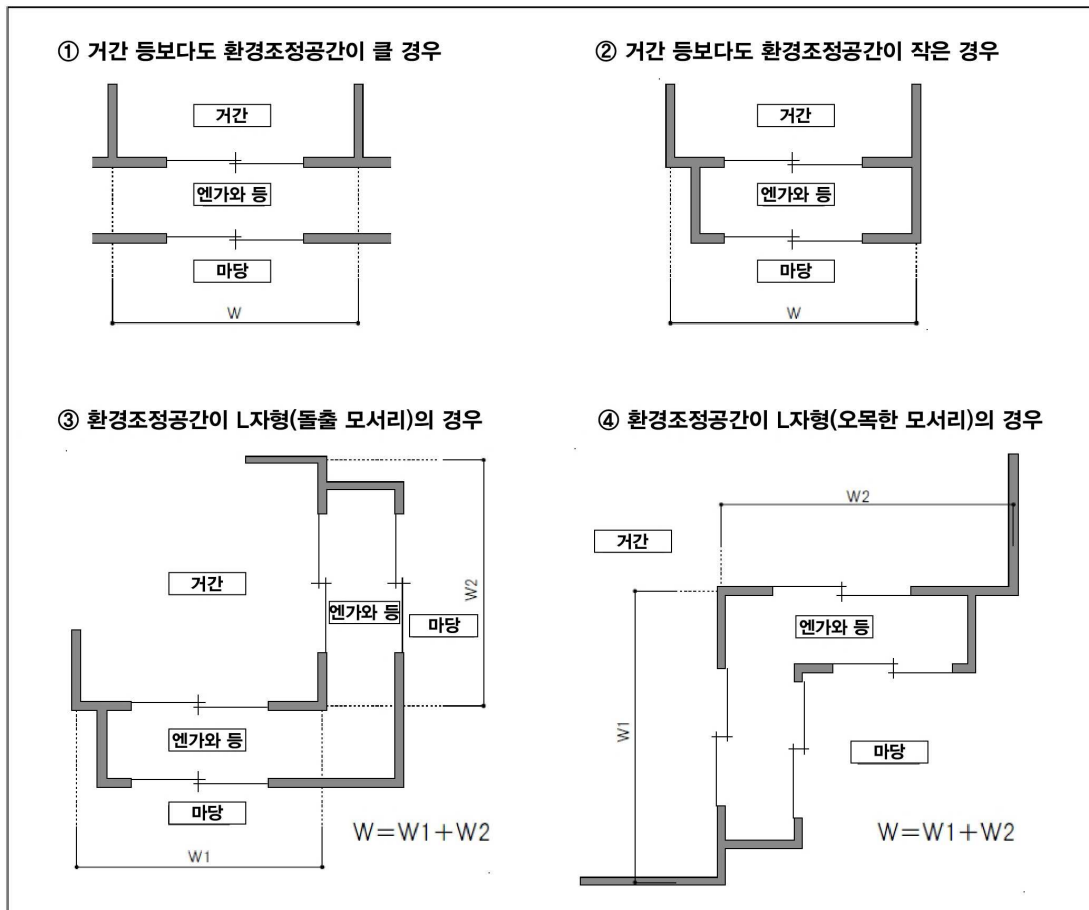 ① 거간 등보다도 환경조정공간이 클 경우
거간
엔가와 등
마당
W
② 거간 등보다도 환경조정공간이 작은 경우
거간
엔가와 등
마당
W
③ 환경조정공간이 L자형(돌출 모서리)의 경우
거간
엔가와 등
마당
W2
엔가와 등
마당
W1
W=W1+W2
④ 환경조정공간이 L자형(오목한 모서리)의 경우
W2
거간
엔가와 등
W1
마당
W=W1+W2